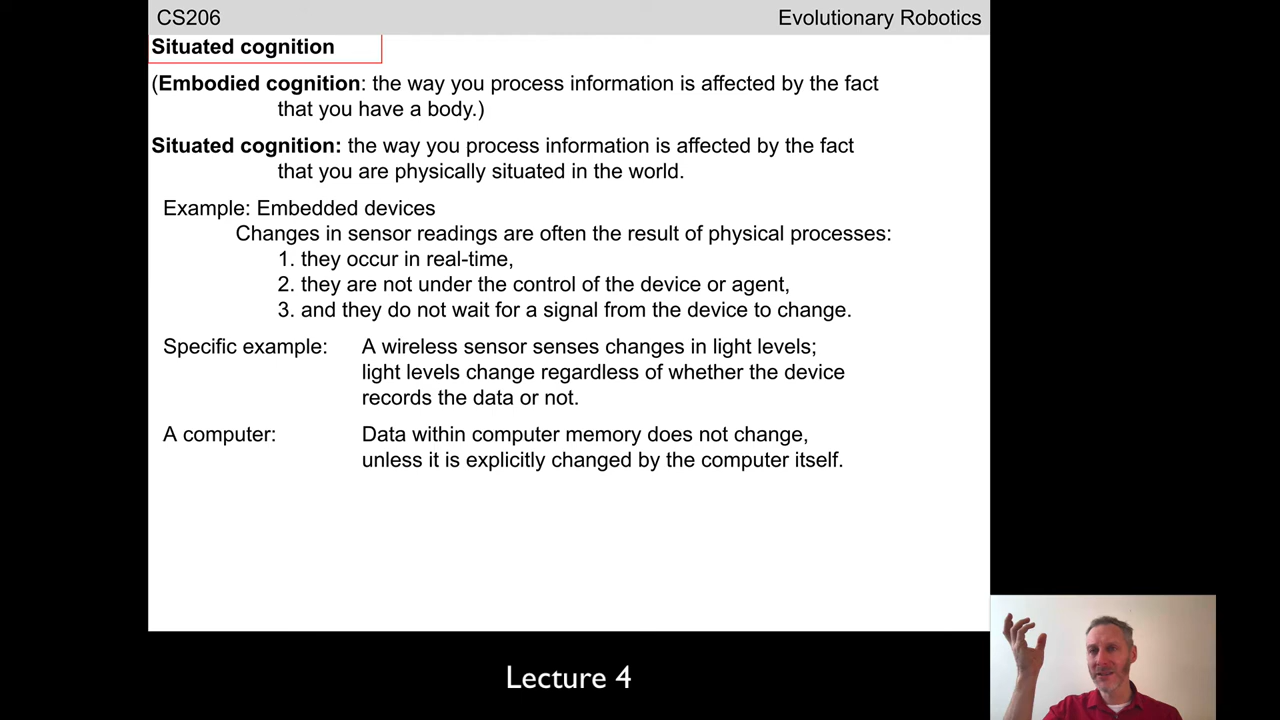 CS206
Evolutionary Robotics
Situated cognition
(Embodied cognition: the way you process information is affected by the fact
that you have a body.)
Situated cognition: the way you process information is affected by the fact
that you are physically situated in the world.
Example: Embedded devices
Changes in sensor readings are often the result of physical processes:
1. they occur in real-time,
2. they are not under the control of the device or agent,
3. and they do not wait for a signal from the device to change.
Specific example: A wireless sensor senses changes in light levels;
light levels change regardless of whether the device
records the data or not.
A computer: Data within computer memory does not change,
unless it is explicitly changed by the computer itself.
Lecture 4